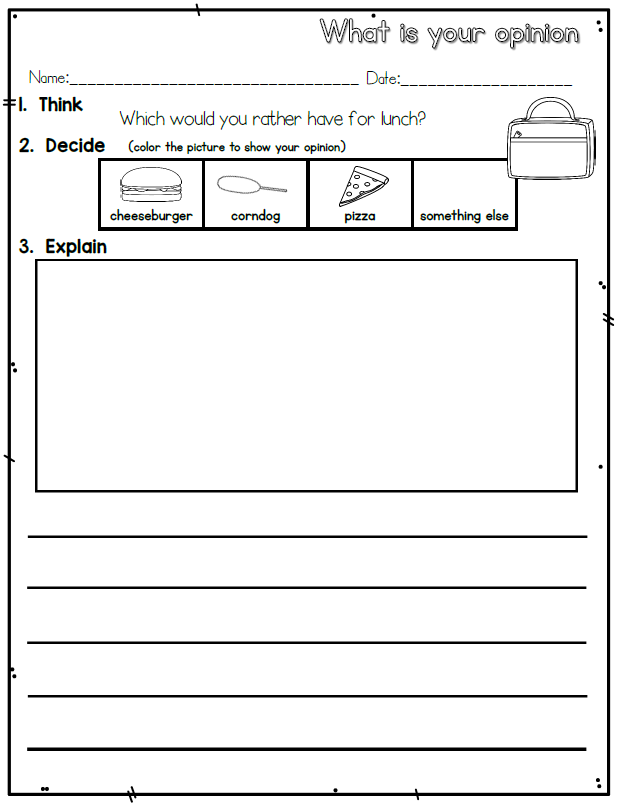 What is your opinion
Name:________________________________ Date:___________________
1. Think
Which would you rather have for lunch?
2. Decide (color the picture to show your opinion)
cheeseburger corndog pizza something else
3. Explain